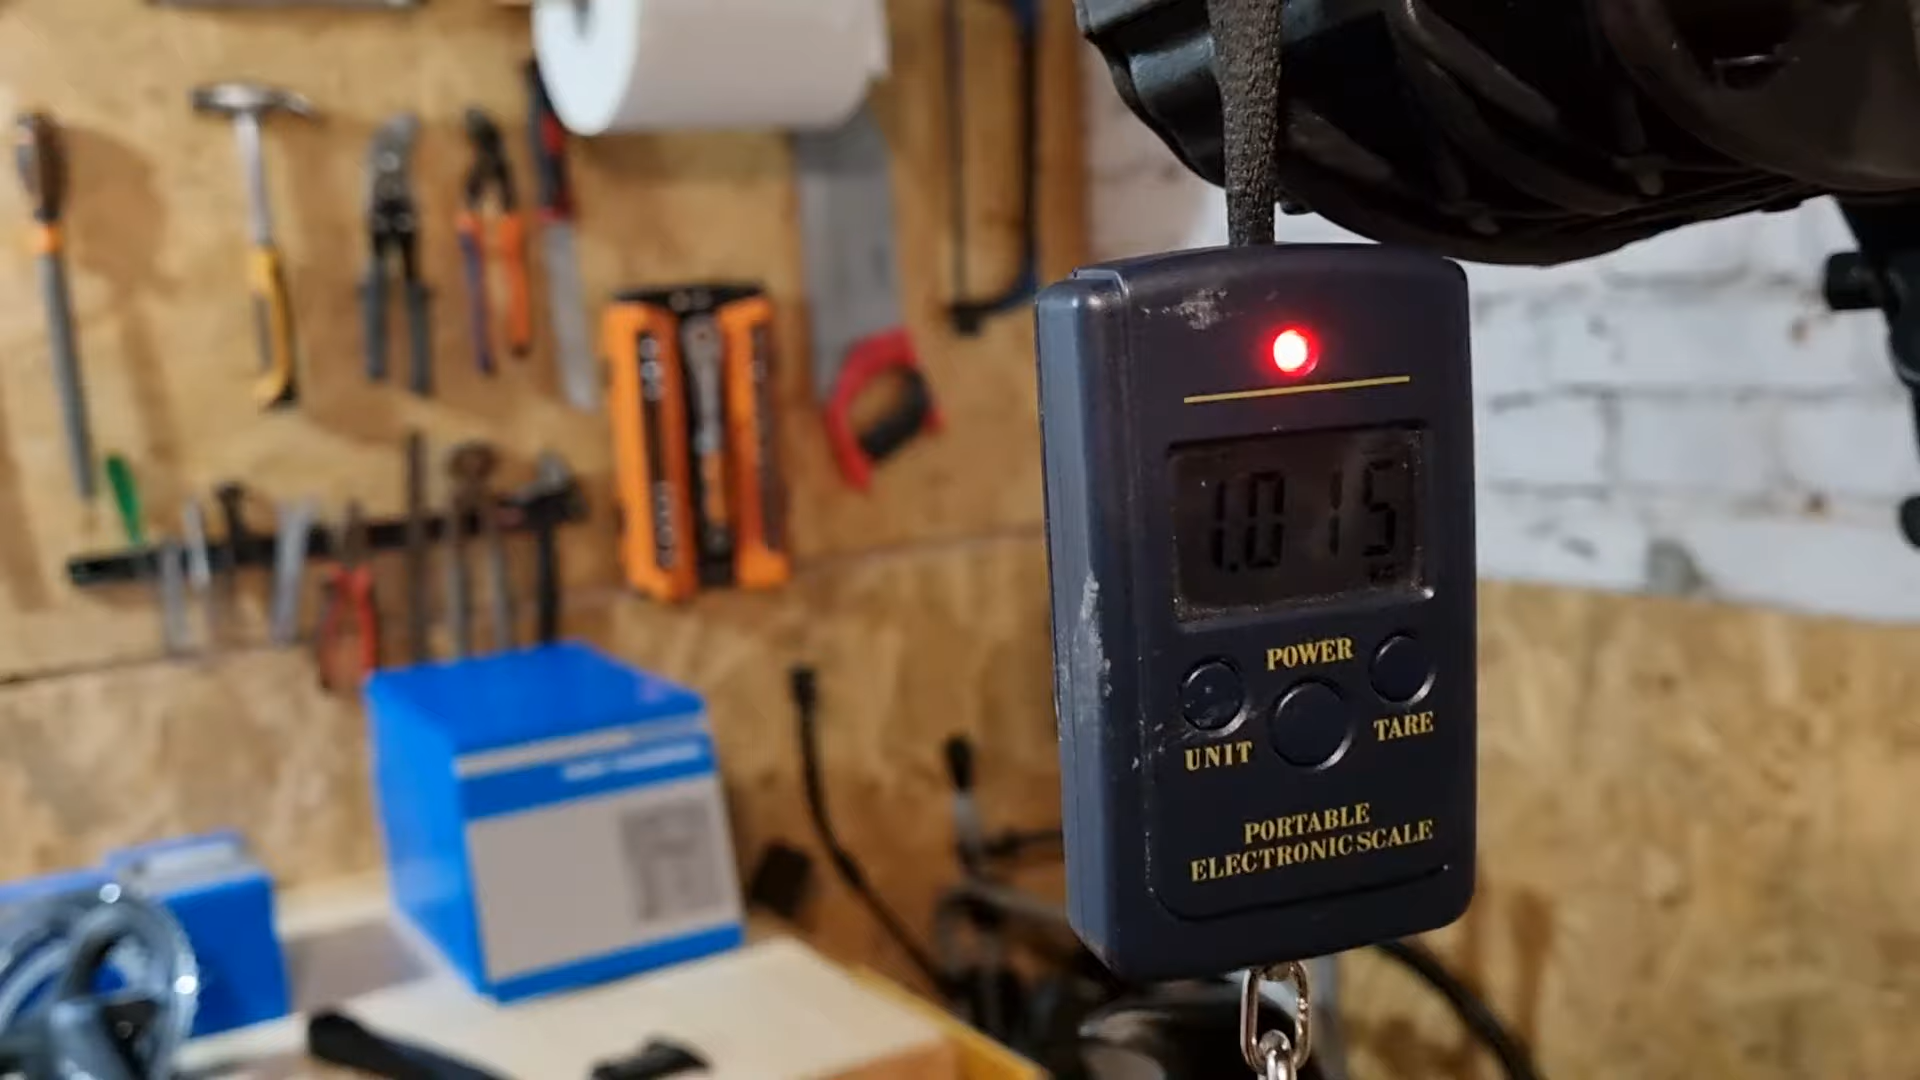 1.015
POWER
TARE
UNIT
PORTABLE
ELECTRONIC SCALE